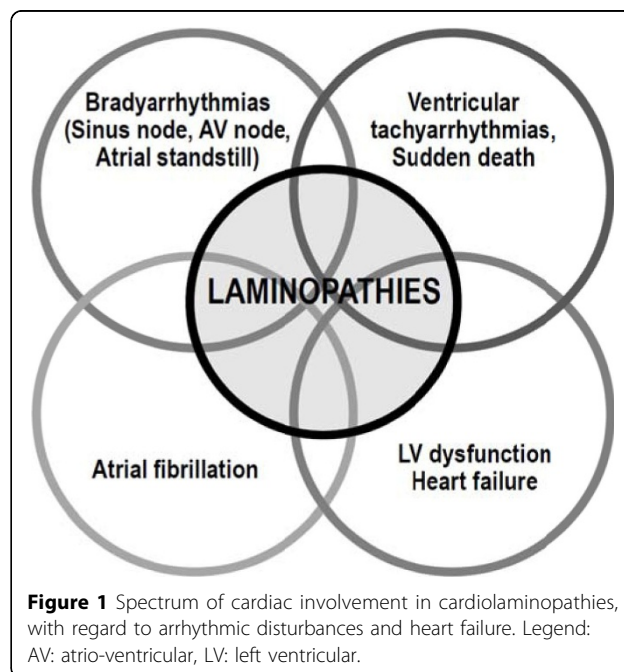 Bradyarrhythmias
(Sinus node, AV node,
Atrial standstill)
Ventricular
tachyarrhythmias,
Sudden death
LAMINOPATHIES
Atrial fibrillation
LV dysfunction
Heart failure
Figure 1 Spectrum of cardiac involvement in cardiolaminopathies,
with regard to arrhythmic disturbances and heart failure. Legend:
AV: atrio-ventricular, LV: left ventricular.